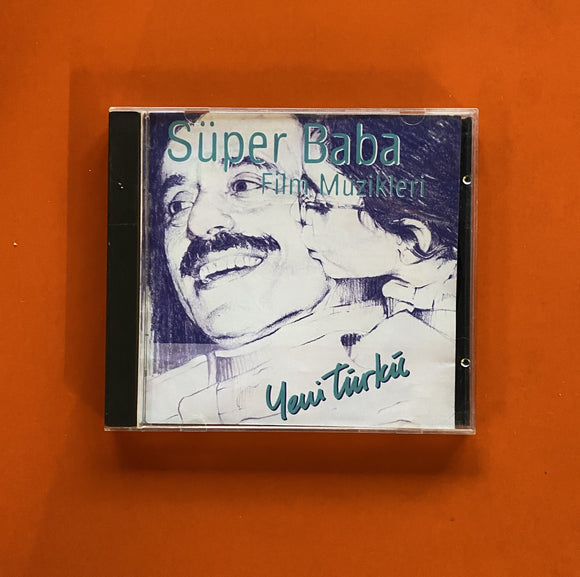 Süper Baba
Film Müzikleri
Yeni Türkü